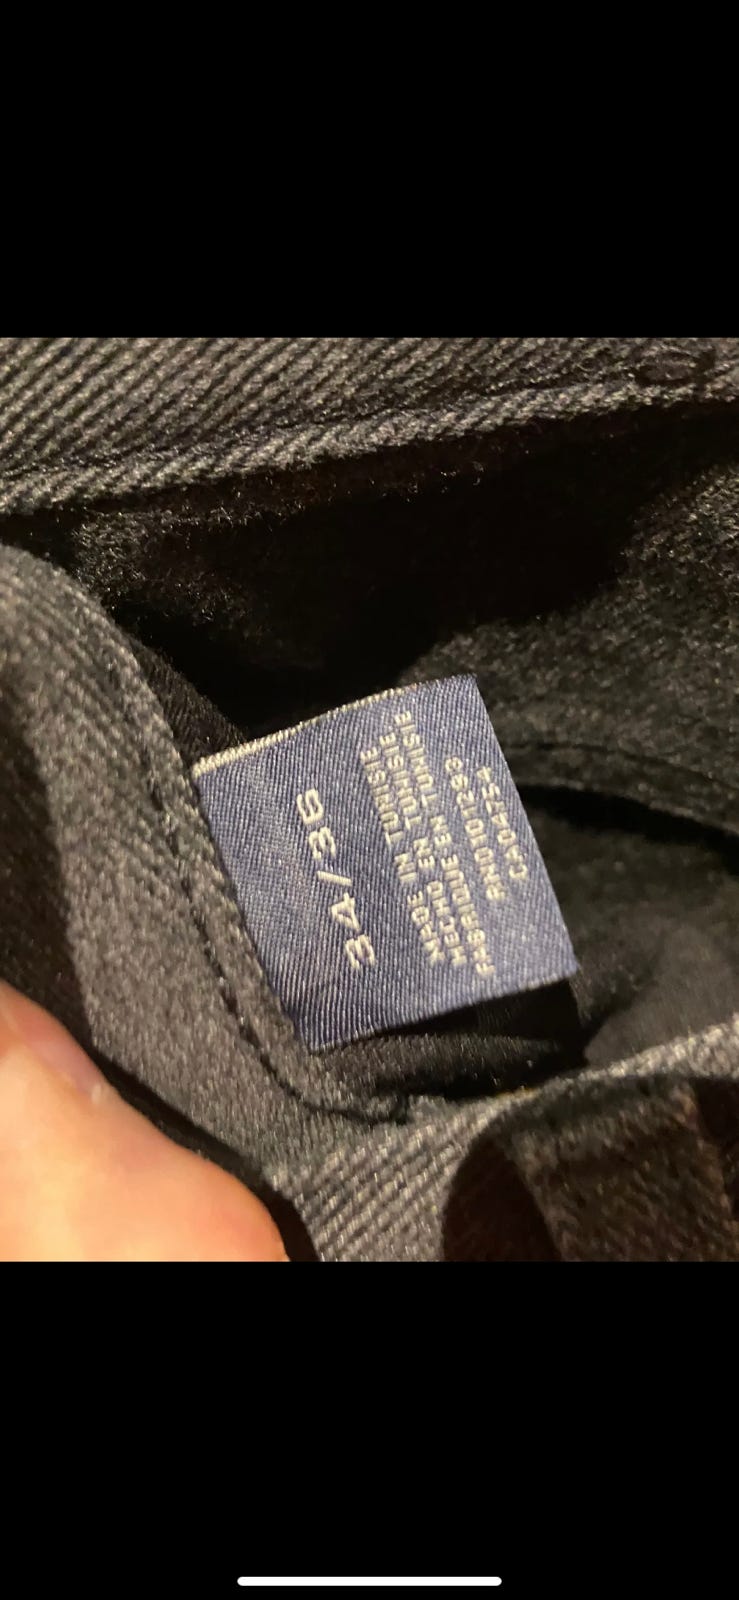 34/36
MADE IN TUNISIE
HECHO EN TUNISIE
FABRIQUE EN TUNISIE
RN0101293
CA04754